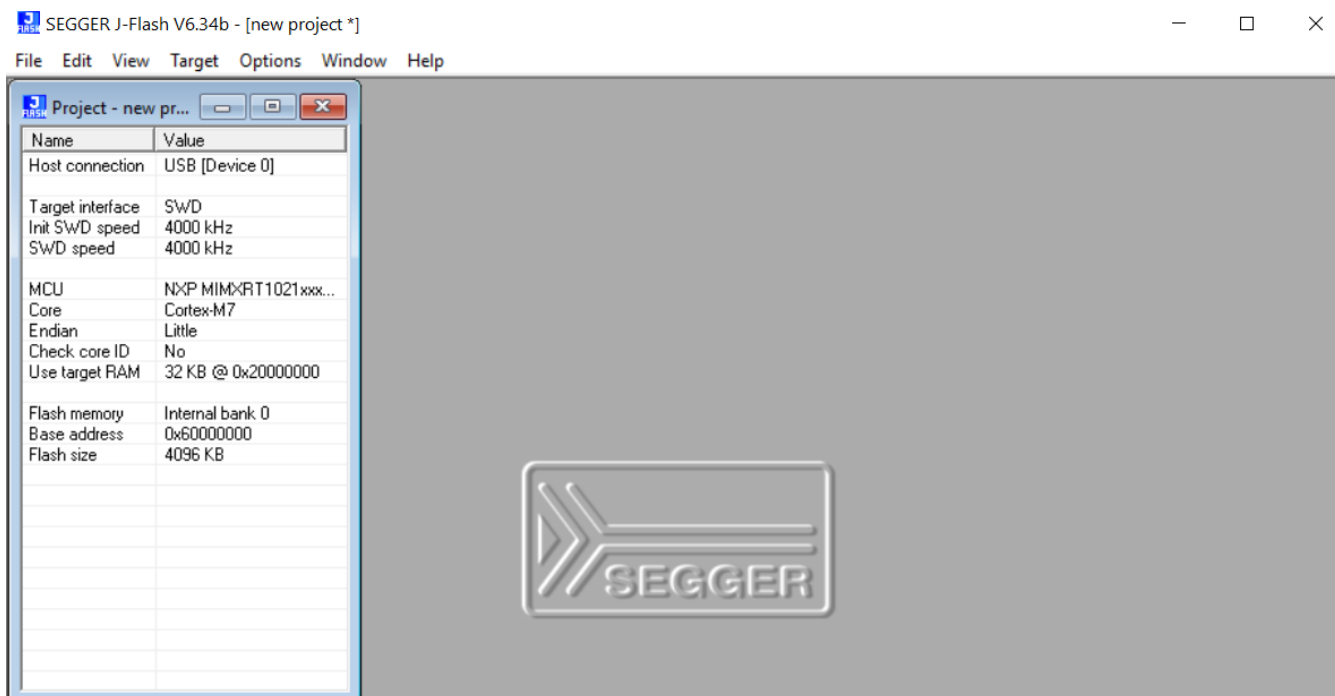 SEGGER J-Flash V6.34b - [new project *]
File Edit View Target Options Window Help
Project - new pr...
Name Value
Host connection USB [Device 0]
Target interface SWD
Init SWD speed 4000 kHz
SWD speed 4000 kHz
MCU NXP MIMXRT1021xxx...
Core Cortex-M7
Endian Little
Check core ID No
Use target RAM 32 KB @ 0x20000000
Flash memory Internal bank 0
Base address 0x60000000
Flash size 4096 KB
SEGGER